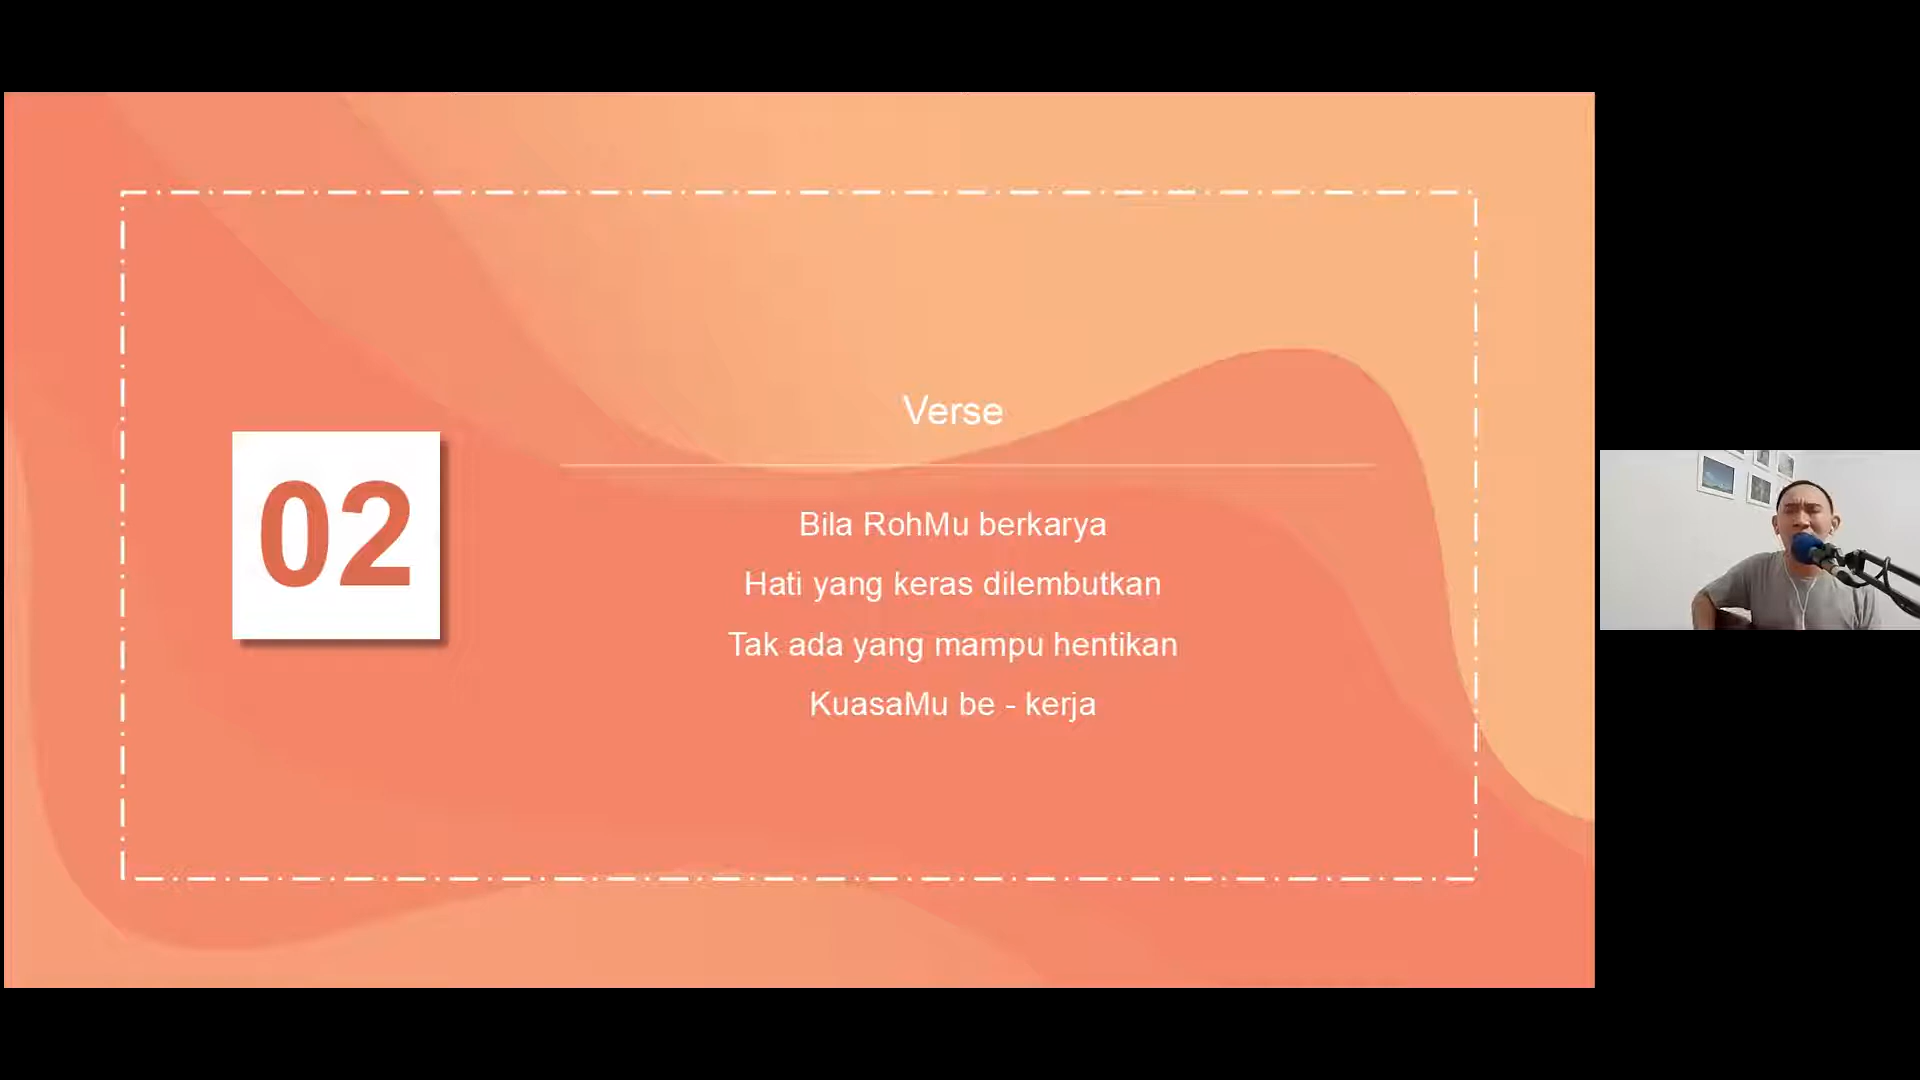 02
Verse
Bila RohMu berkarya
Hati yang keras dilembutkan
Tak ada yang mampu hentikan
KuasaMu be - kerja